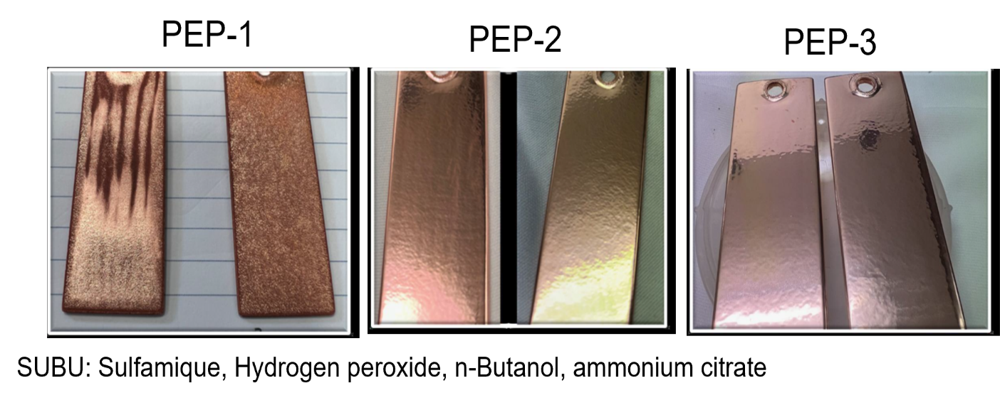 PEP-1
PEP-2
PEP-3
SUBU: Sulfamique, Hydrogen peroxide, n-Butanol, ammonium citrate